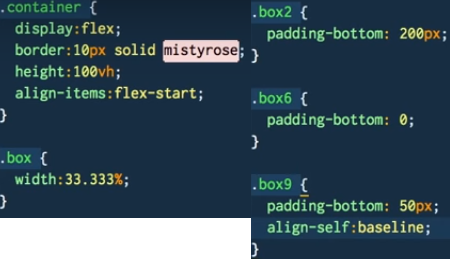 .container {
  display:flex;
  border:10px solid mistyrose;
  height:100vh;
  align-items:flex-start;
}

.box {
  width:33.333%;
}

.box2 {
  padding-bottom: 200px;
}

.box6 {
  padding-bottom: 0;
}

.box9 {
  padding-bottom: 50px;
  align-self:baseline;
}